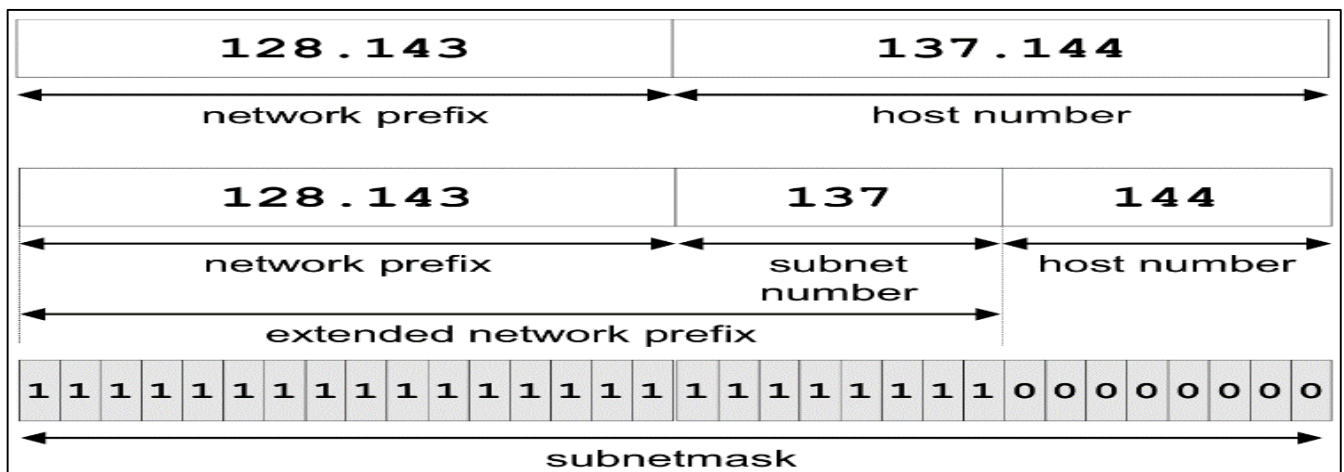 128.143 137.144
network prefix host number
128.143 137 144
network prefix subnet host number
number
extended network prefix
1 1 1 1 1 1 1 1 1 1 1 1 1 1 1 1 1 1 1 1 1 1 1 1 0 0 0 0 0 0 0 0
subnetmask